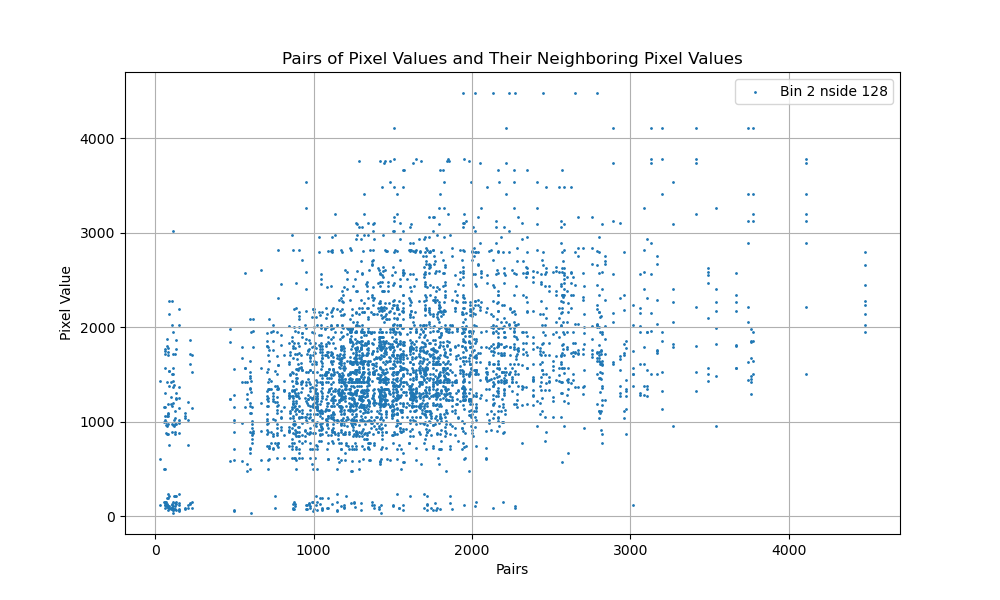 Pairs of Pixel Values and Their Neighboring Pixel Values
Bin 2 nside 128
4000
3000
2000
1000
0
Pixel Value
0 1000 2000 3000 4000
Pairs